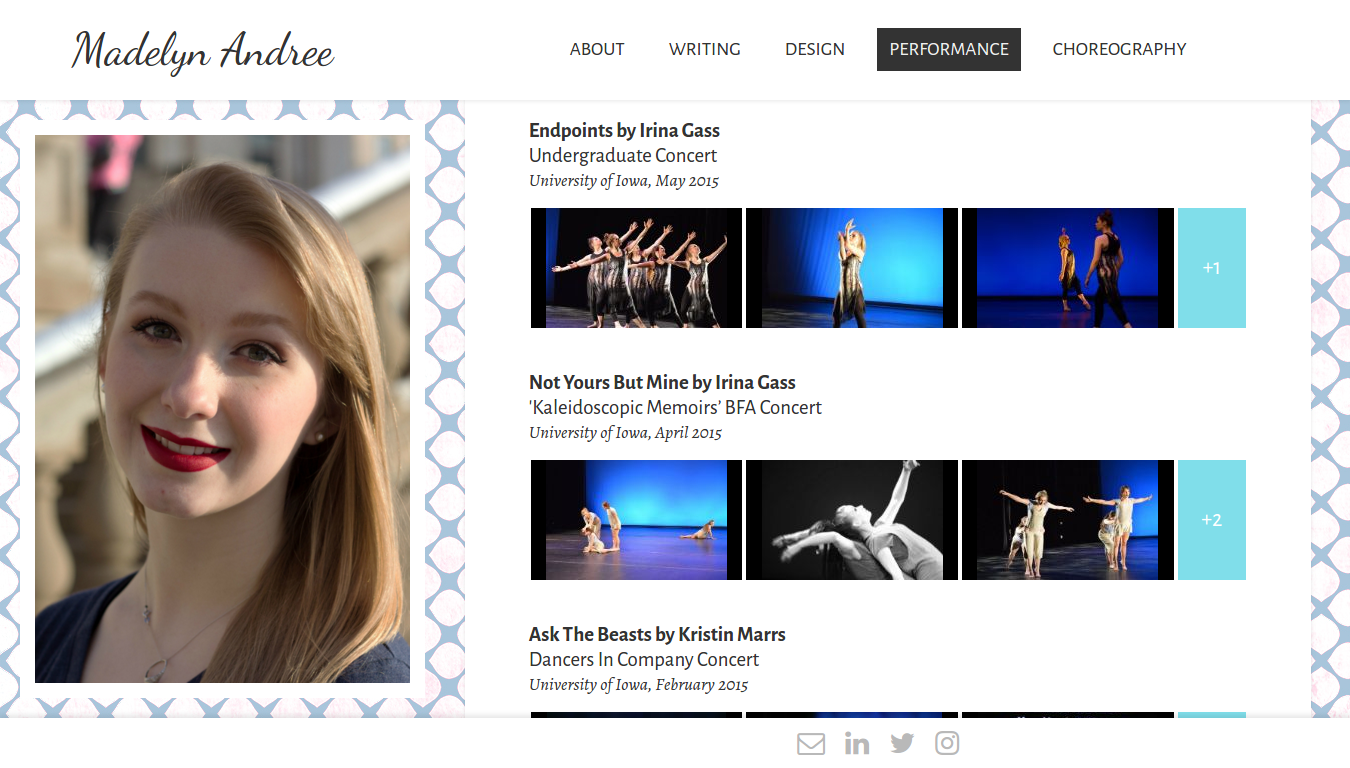 Madelyn Andree
ABOUT WRITING DESIGN PERFORMANCE CHOREOGRAPHY
Endpoints by Irina Gass
Undergraduate Concert
University of Iowa, May 2015
+1
Not Yours But Mine by Irina Gass
'Kaleidoscopic Memoirs’ BFA Concert
University of Iowa, April 2015
+2
Ask The Beasts by Kristin Marrs
Dancers In Company Concert
University of Iowa, February 2015